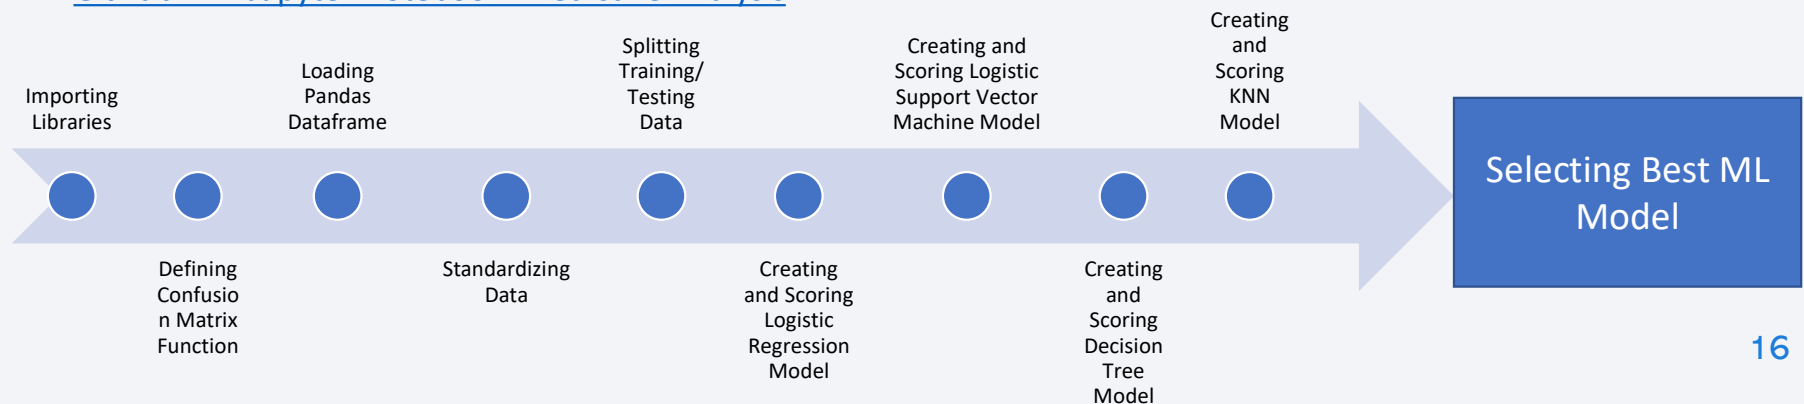 Importing
Libraries
Defining
Confusio
n Matrix
Function
Loading
Pandas
Dataframe
Standardizing
Data
Splitting
Training/
Testing
Data
Creating
and Scoring
Logistic
Regression
Model
Creating and
Scoring Logistic
Support Vector
Machine Model
Creating
and
Scoring
Decision
Tree
Model
Creating
and
Scoring
KNN
Model
Selecting Best ML
Model
16